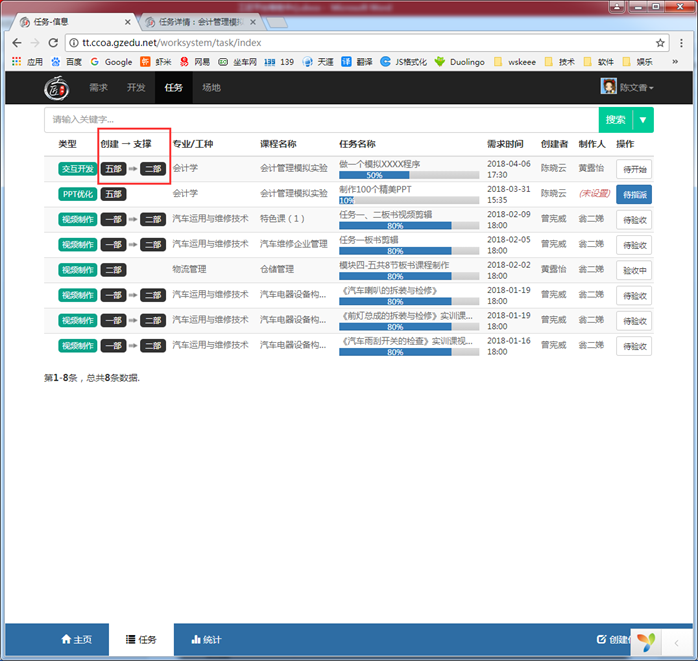 任务-信息
任务详情：会计管理模拟
tt.ccoa.gzedu.net/worksystem/task/index
应用 百度 Google 虾米 网易 坐车网 139 139 天涯 翻译 JS格式化 Duolingo wskeee 技术 软件 娱乐 »
需求 开发 任务 场地 陈文香
请输入关键字... 搜索
类型 创建 → 支撑 专业/工种 课程名称 任务名称 需求时间 创建者 制作人 操作
交互开发 五部 二部 会计学 会计管理模拟实验 做一个模拟XXXX程序 2018-04-06 陈晓云 黄露怡 待开始
50% 17:30
PPT优化 五部 会计学 会计管理模拟实验 制作100个精美PPT 2018-03-31 陈晓云 (未设置) 待指派
10% 15:35
视频制作 一部 二部 汽车运用与维修技术 特色课（1） 任务一、二板书视频剪辑 2018-02-09 曾宪威 翁二娣 待验收
80% 18:00
视频制作 一部 二部 汽车运用与维修技术 汽车维修企业管理 任务一板书剪辑 2018-02-05 曾宪威 翁二娣 待验收
80% 18:00
视频制作 二部 物流管理 仓储管理 模块四-五共8节板书课程制作 2018-02-02 黄露怡 翁二娣 验收中
80% 18:00
视频制作 一部 二部 汽车运用与维修技术 汽车电器设备构... 《汽车喇叭的拆装与检修》 2018-01-19 曾宪威 翁二娣 待验收
80% 18:00
视频制作 一部 二部 汽车运用与维修技术 汽车电器设备构... 《前灯总成的拆装与检修》实训课... 2018-01-19 曾宪威 翁二娣 待验收
80% 18:00
视频制作 一部 二部 汽车运用与维修技术 汽车电器设备构... 《汽车雨刮开关的检查》实训课视... 2018-01-16 曾宪威 翁二娣 待验收
80% 18:00
第1-8条，总共8条数据.
主页 任务 统计 创建